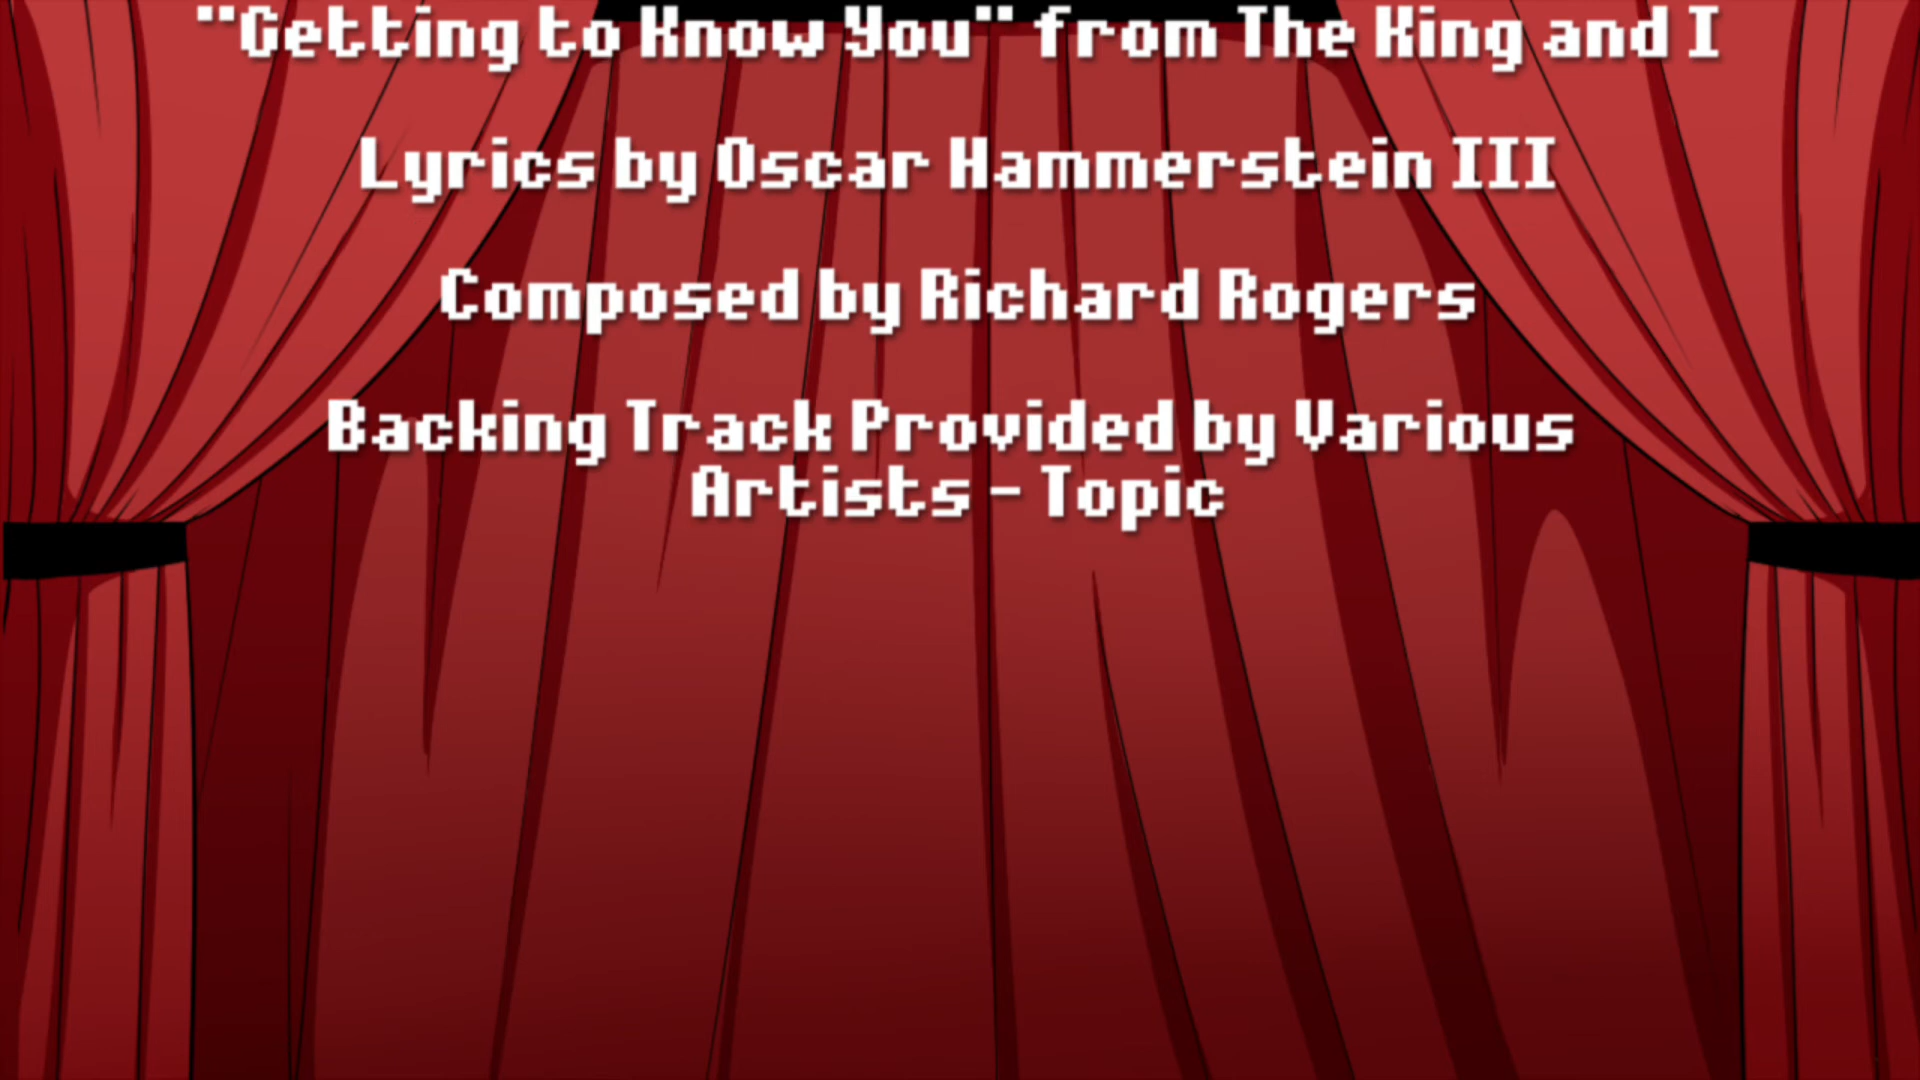 "Getting to Know You" from The King and I
Lyrics by Oscar Hammerstein III
Composed by Richard Rogers
Backing Track Provided by Various
Artists - Topic